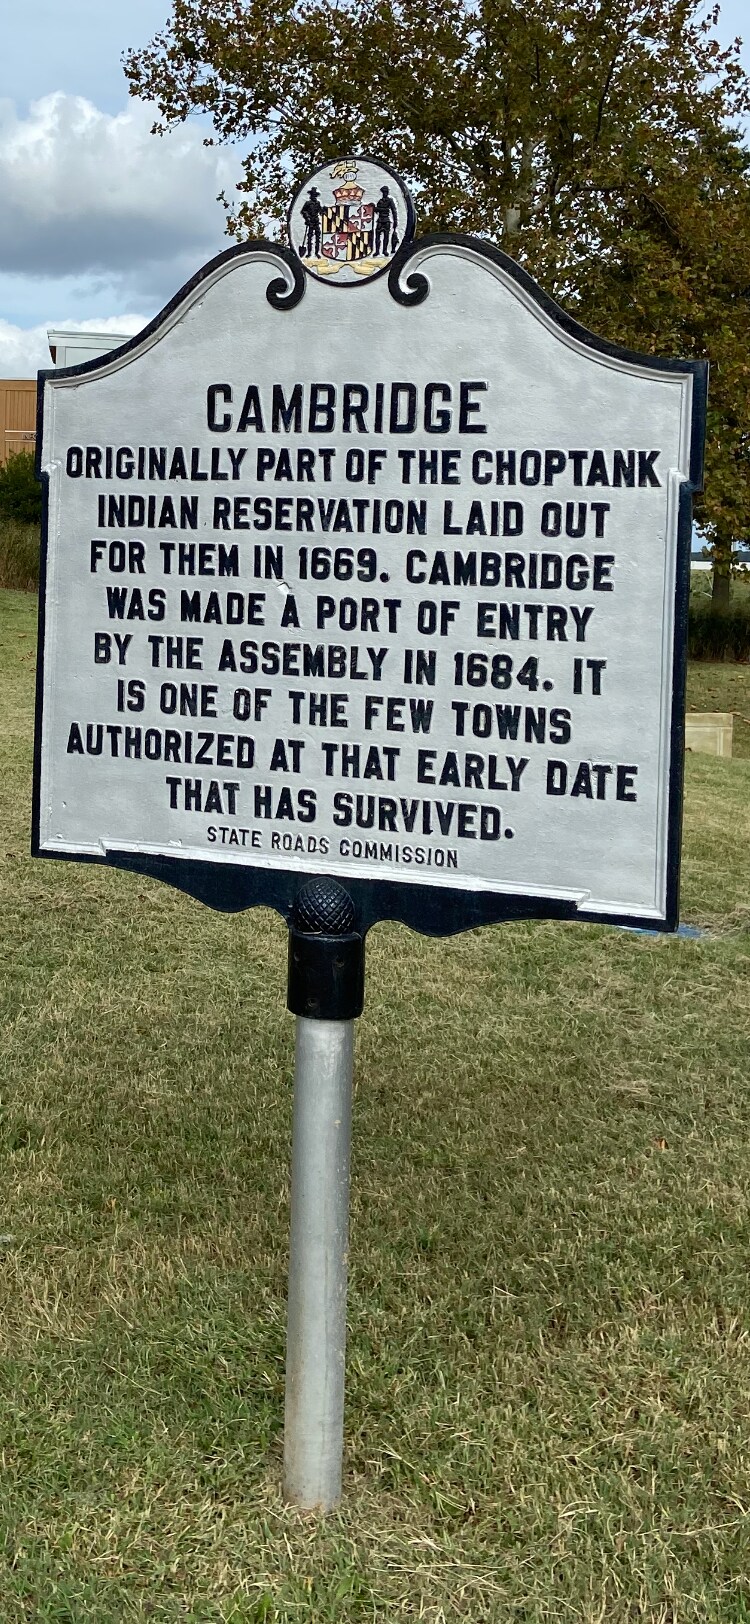 CAMBRIDGE
ORIGINALLY PART OF THE CHOPTANK
INDIAN RESERVATION LAID OUT
FOR THEM IN 1669. CAMBRIDGE
WAS MADE A PORT OF ENTRY
BY THE ASSEMBLY IN 1684. IT
IS ONE OF THE FEW TOWNS
AUTHORIZED AT THAT EARLY DATE
THAT HAS SURVIVED.
STATE ROADS COMMISSION